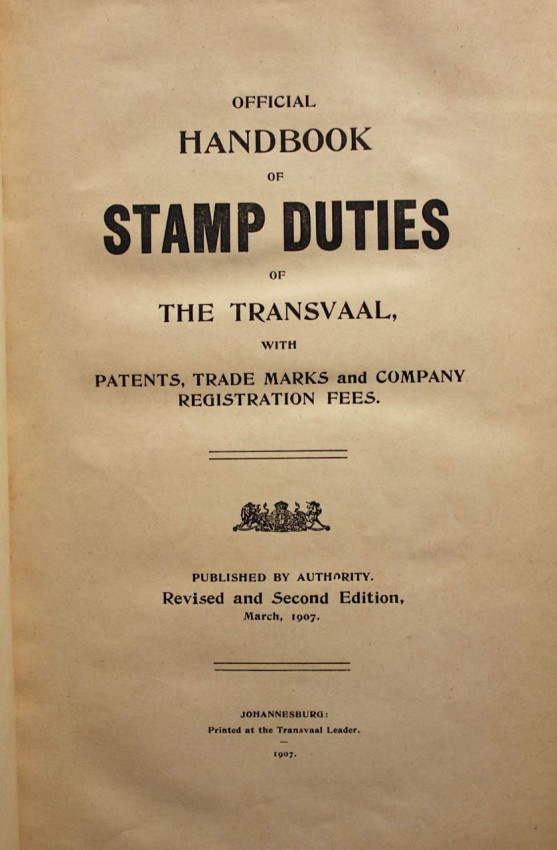 OFFICIAL
HANDBOOK
OF
STAMP DUTIES
OF
THE TRANSVAAL,
WITH
PATENTS, TRADE MARKS and COMPANY
REGISTRATION FEES.
PUBLISHED BY AUTHORITY.
Revised and Second Edition,
March, 1907.
JOHANNESBURG:
Printed at the Transvaal Leader.
—
1907.